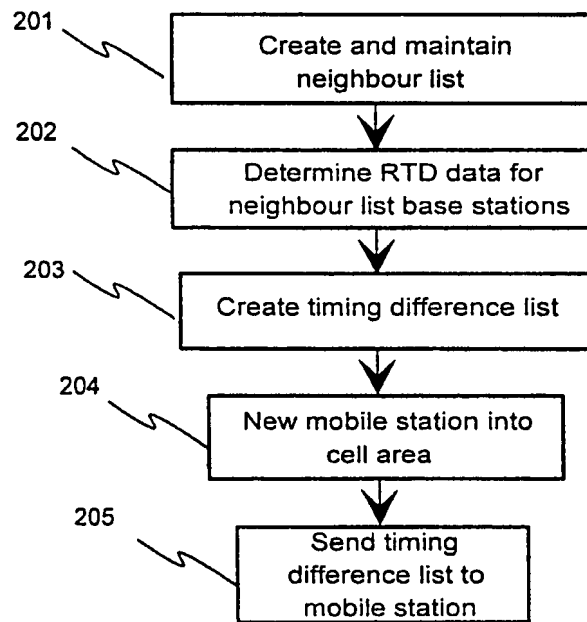 201
Create and maintain
neighbour list
202
Determine RTD data for
neighbour list base stations
203
Create timing difference list
204
New mobile station into
cell area
205
Send timing
difference list to
mobile station